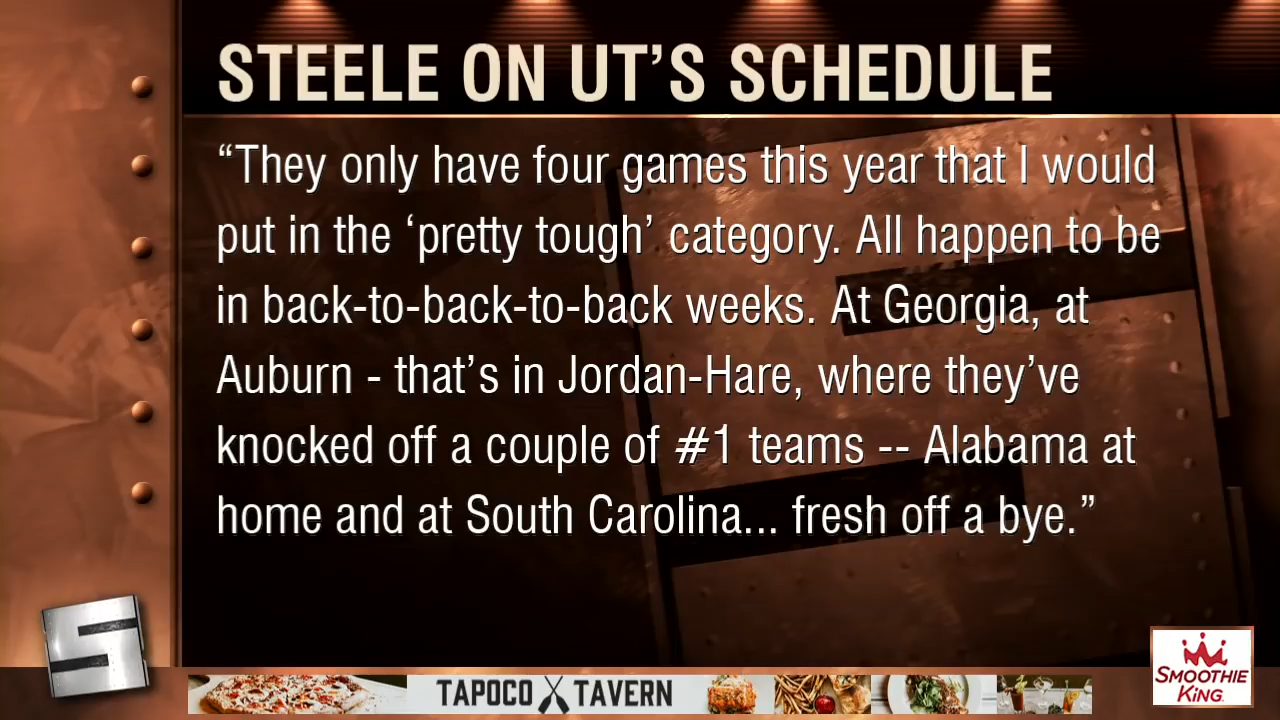 STEELE ON UT’S SCHEDULE
“They only have four games this year that I would
put in the ‘pretty tough’ category. All happen to be
in back-to-back-to-back weeks. At Georgia, at
Auburn - that’s in Jordan-Hare, where they’ve
knocked off a couple of #1 teams -- Alabama at
home and at South Carolina... fresh off a bye.”
S
TAPOCO TAVERN
SMOOTHIE
KING